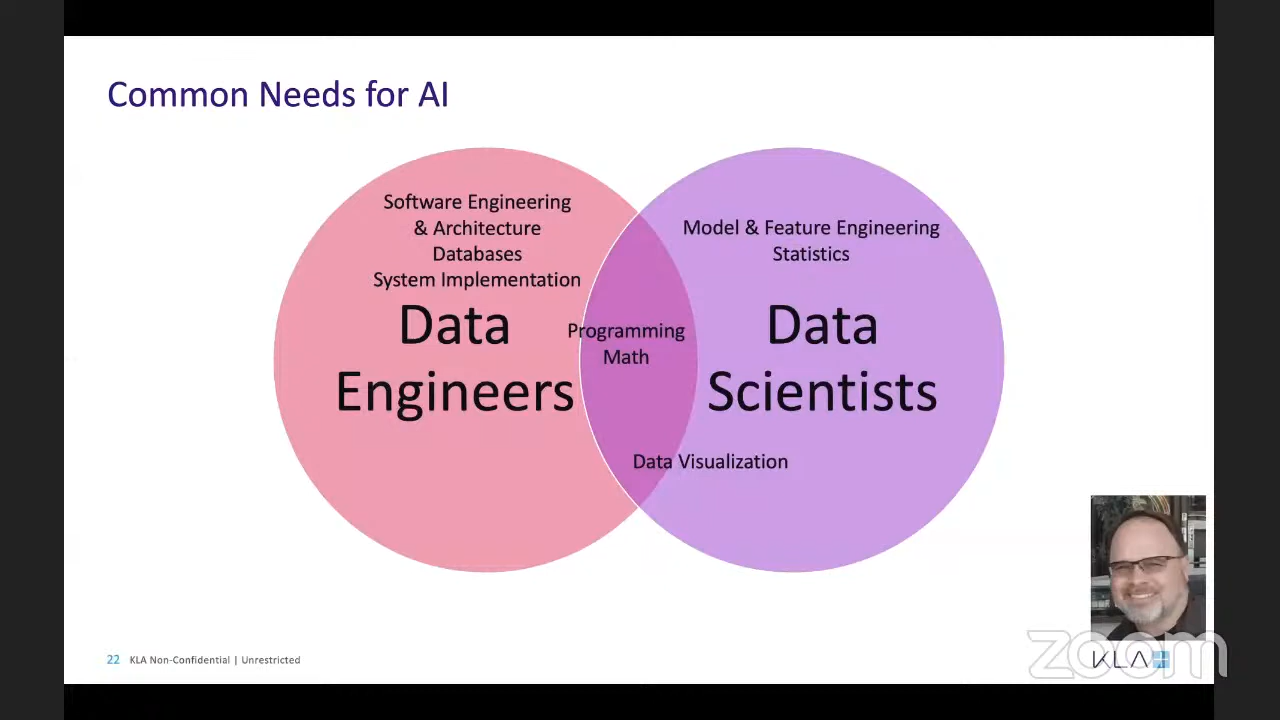 Common Needs for AI
Software Engineering
& Architecture
Databases
System Implementation
Data
Engineers
Programming
Math
Model & Feature Engineering
Statistics
Data
Scientists
Data Visualization
22 KLA Non-Confidential | Unrestricted
zoom
KLA